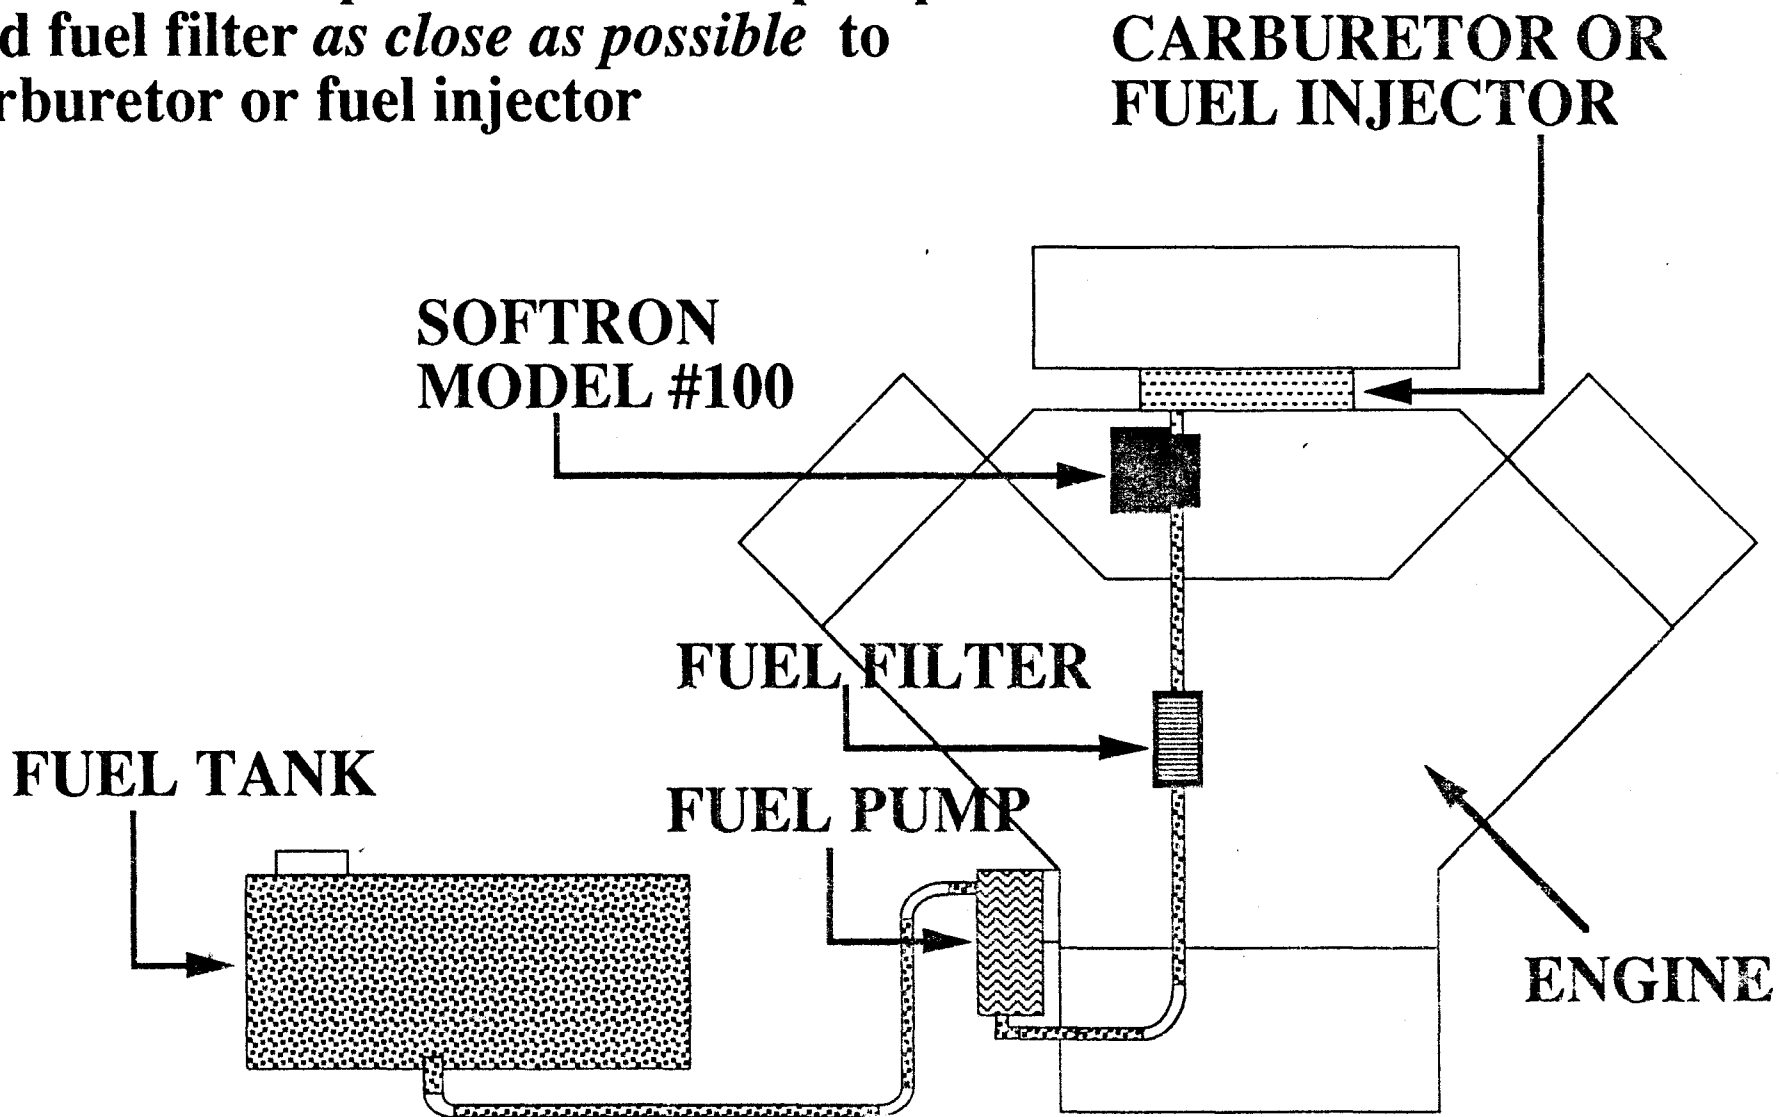 d fuel filter as close as possible to
rburetor or fuel injector
CARBURETOR OR
FUEL INJECTOR
SOFTRON
MODEL #100
FUEL FILTER
FUEL TANK
FUEL PUMP
ENGINE